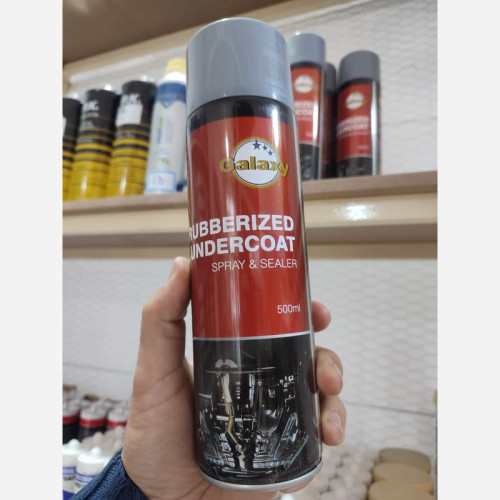 Galaxy
RUBBERIZED
UNDERCOAT
SPRAY & SEALER
500ml